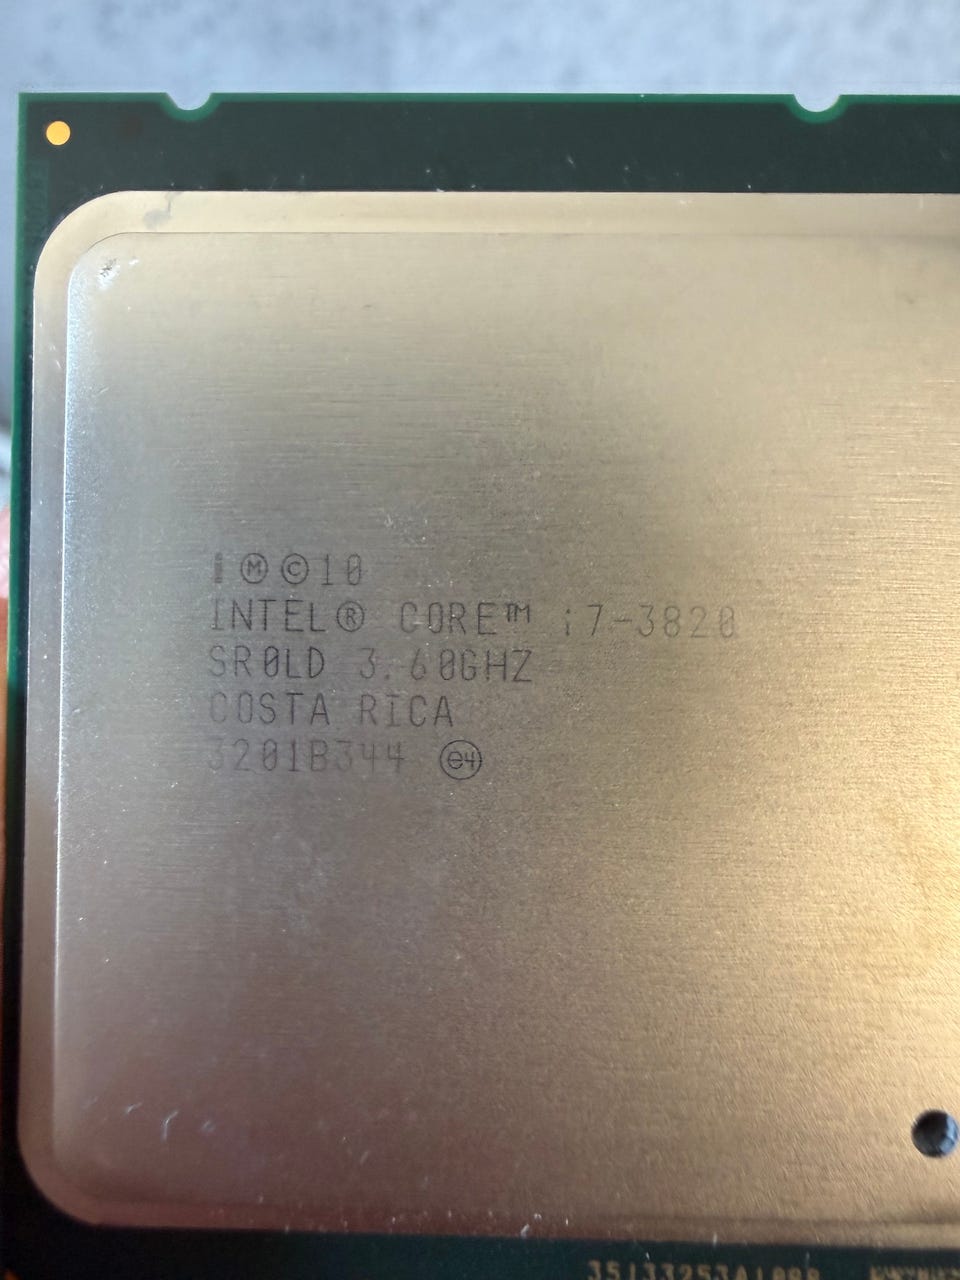 i Ⓜ ©10
INTEL® CORE™ i7-3820
SR0LD 3.60GHZ
COSTA RICA
3201B344 e4